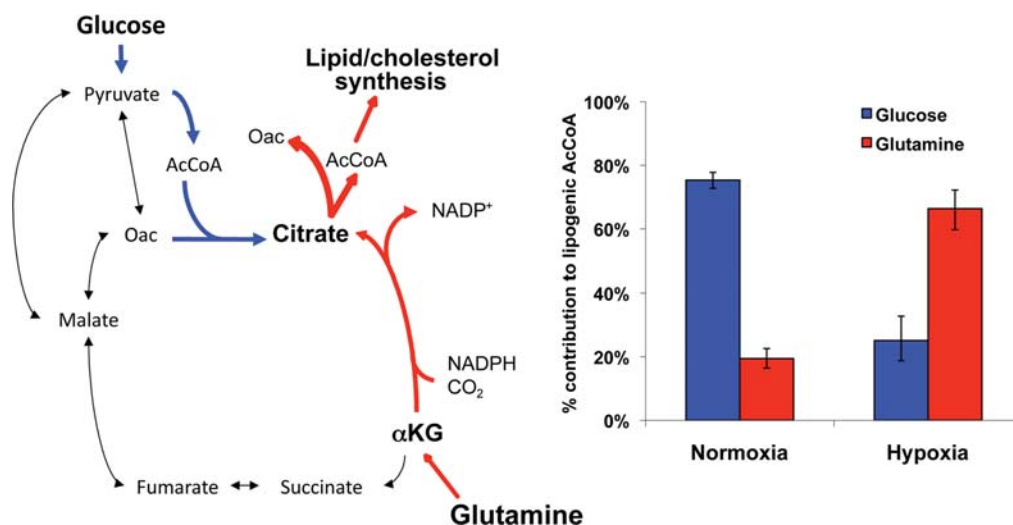 Glucose
Pyruvate
AcCoA
Oac
Malate
Fumarate
Succinate
Citrate
Oac
AcCoA
Lipid/cholesterol
synthesis
NADP⁺
NADPH
CO₂
αKG
Glutamine
% contribution to lipogenic AcCoA
100%
80%
60%
40%
20%
0%
Glucose
Glutamine
Normoxia
Hypoxia